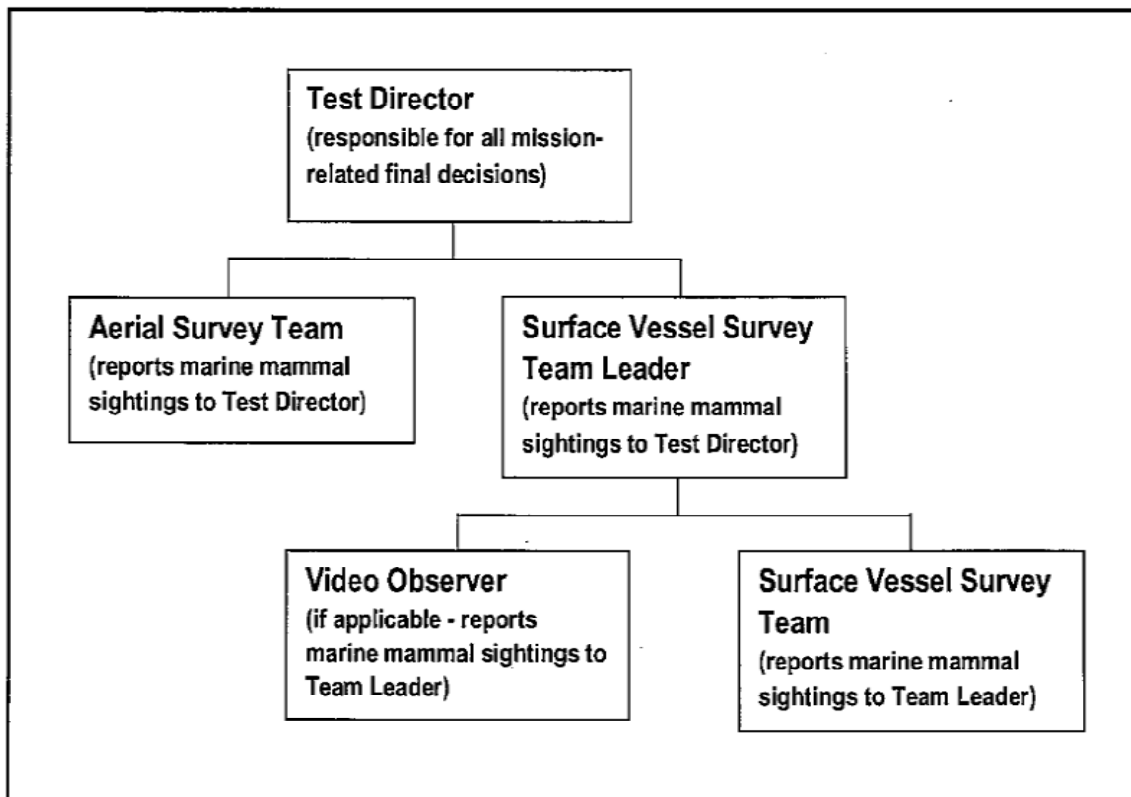 Test Director
(responsible for all mission-
related final decisions)
Aerial Survey Team
(reports marine mammal
sightings to Test Director)
Surface Vessel Survey
Team Leader
(reports marine mammal
sightings to Test Director)
Video Observer
(if applicable - reports
marine mammal sightings to
Team Leader)
Surface Vessel Survey
Team
(reports marine mammal
sightings to Team Leader)